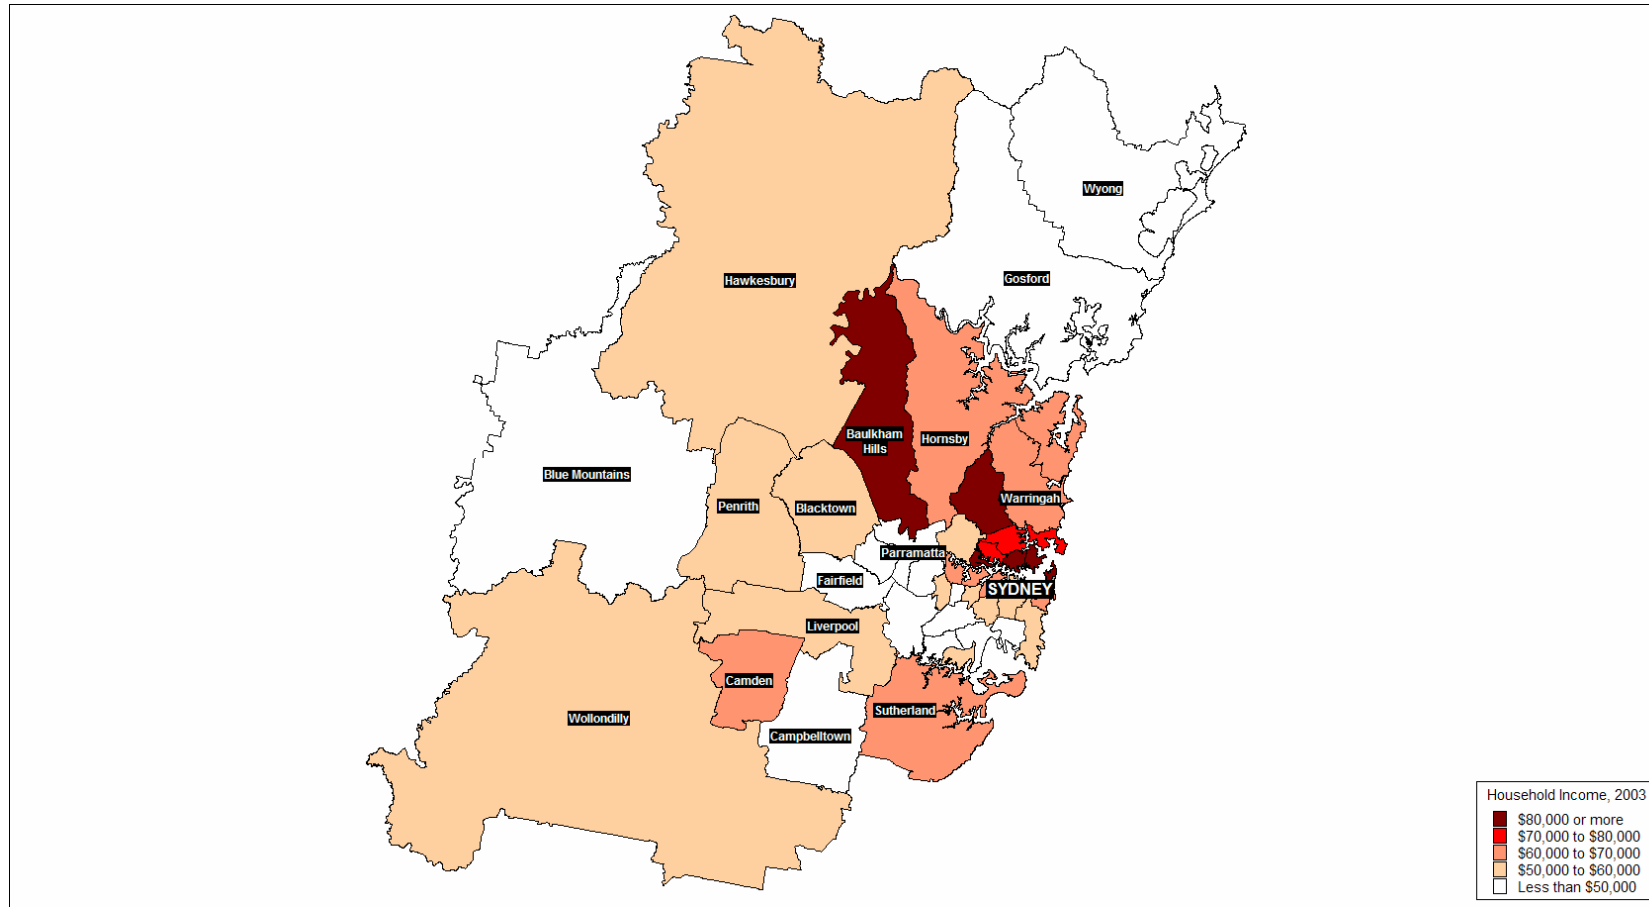 Wyong
Gosford
Hawkesbury
Baulkham
Hills
Hornsby
Blue Mountains
Warringah
Penrith
Blacktown
Parramatta
Fairfield
SYDNEY
Liverpool
Camden
Sutherland
Wollondilly
Campbelltown
Household Income, 2003
$80,000 or more
$70,000 to $80,000
$60,000 to $70,000
$50,000 to $60,000
Less than $50,000